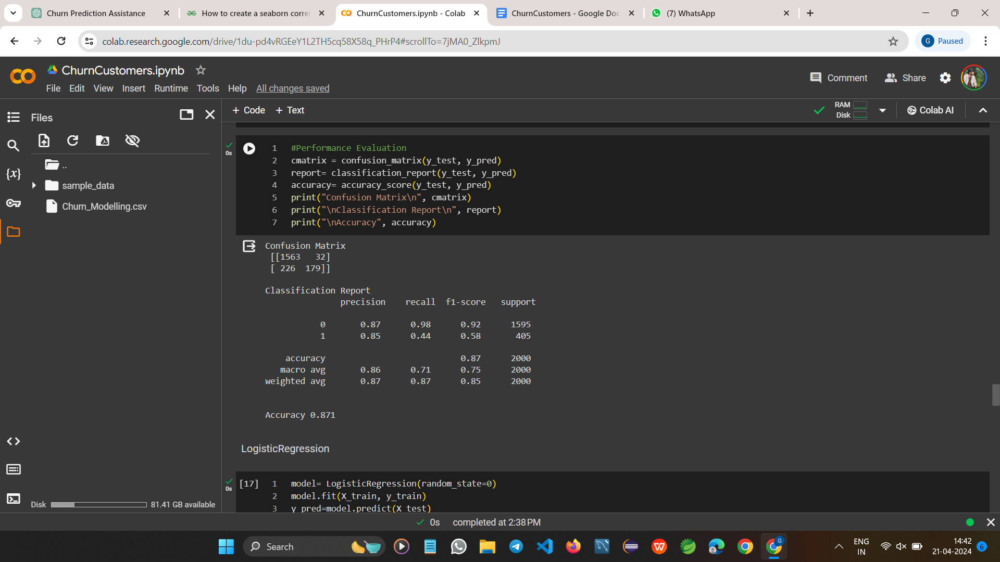 Churn Prediction Assistance
How to create a seaborn correl
ChurnCustomers.ipynb - Colab
ChurnCustomers - Google Doc
(7) WhatsApp
colab.research.google.com/drive/1du-pd4vRGEeY1L2TH5cq58X58q_PHrP4#scrollTo=7jMA0_ZlkpmJ
G Paused
ChurnCustomers.ipynb
File Edit View Insert Runtime Tools Help All changes saved
Comment Share
Files
+ Code + Text
RAM
Disk
Colab AI
..
sample_data
Churn_Modelling.csv
0s
1 #Performance Evaluation
2 cmatrix = confusion_matrix(y_test, y_pred)
3 report= classification_report(y_test, y_pred)
4 accuracy= accuracy_score(y_test, y_pred)
5 print("Confusion Matrix\n", cmatrix)
6 print("\nClassification Report\n", report)
7 print("\nAccuracy", accuracy)
Confusion Matrix
[[1563 32]
[ 226 179]]
Classification Report
precision recall f1-score support
0 0.87 0.98 0.92 1595
1 0.85 0.44 0.58 405
accuracy 0.87 2000
macro avg 0.86 0.71 0.75 2000
weighted avg 0.87 0.87 0.85 2000
Accuracy 0.871
LogisticRegression
0s
[17] 1 model= LogisticRegression(random_state=0)
2 model.fit(X_train, y_train)
3 y_pred=model.predict(X_test)
{x}
Disk 81.41 GB available
0s completed at 2:38 PM
Search
ENG
IN
14:42
21-04-2024
6